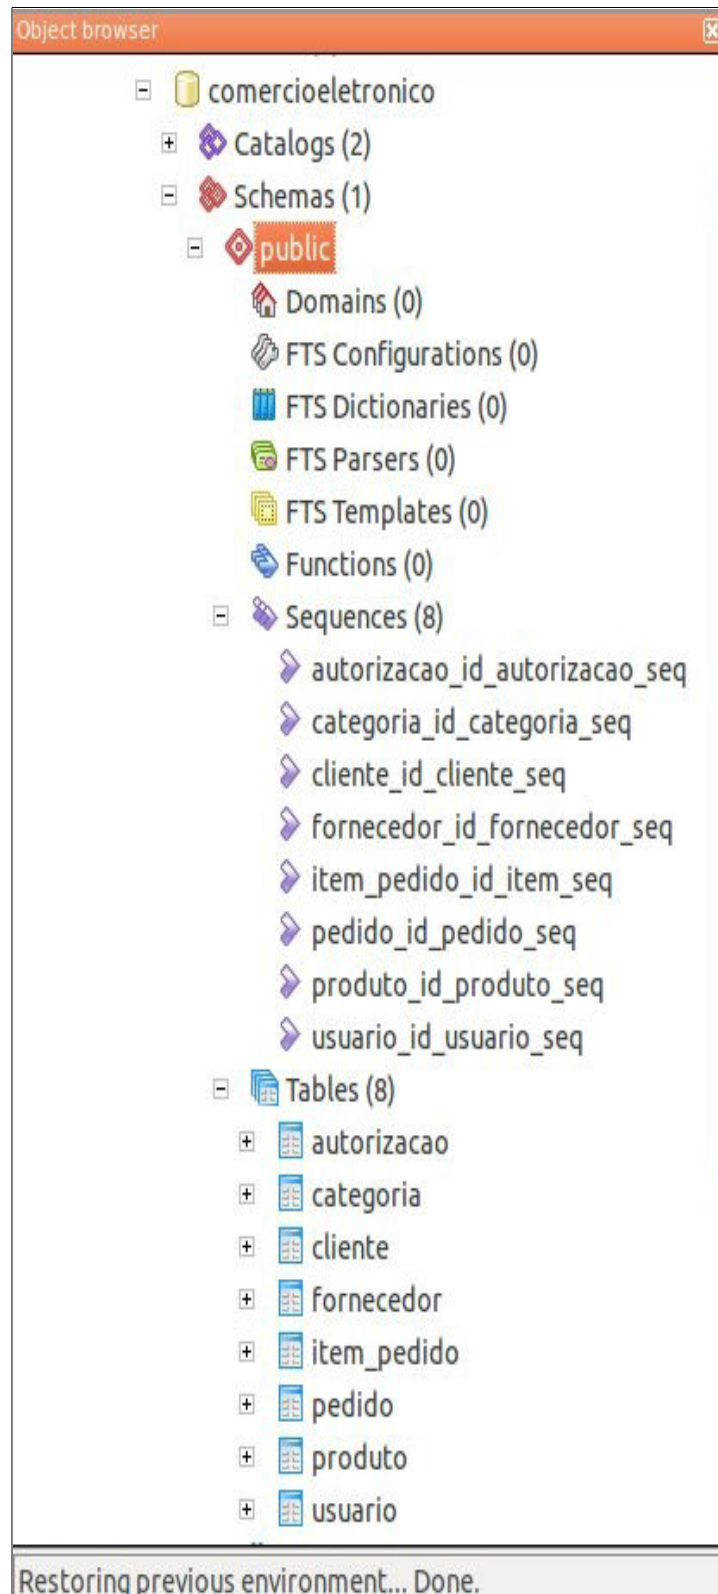 Object browser
comercioeletronico
Catalogs (2)
Schemas (1)
public
Domains (0)
FTS Configurations (0)
FTS Dictionaries (0)
FTS Parsers (0)
FTS Templates (0)
Functions (0)
Sequences (8)
autorizacao_id_autorizacao_seq
categoria_id_categoria_seq
cliente_id_cliente_seq
fornecedor_id_fornecedor_seq
item_pedido_id_item_seq
pedido_id_pedido_seq
produto_id_produto_seq
usuario_id_usuario_seq
Tables (8)
autorizacao
categoria
cliente
fornecedor
item_pedido
pedido
produto
usuario
Restoring previous environment... Done.